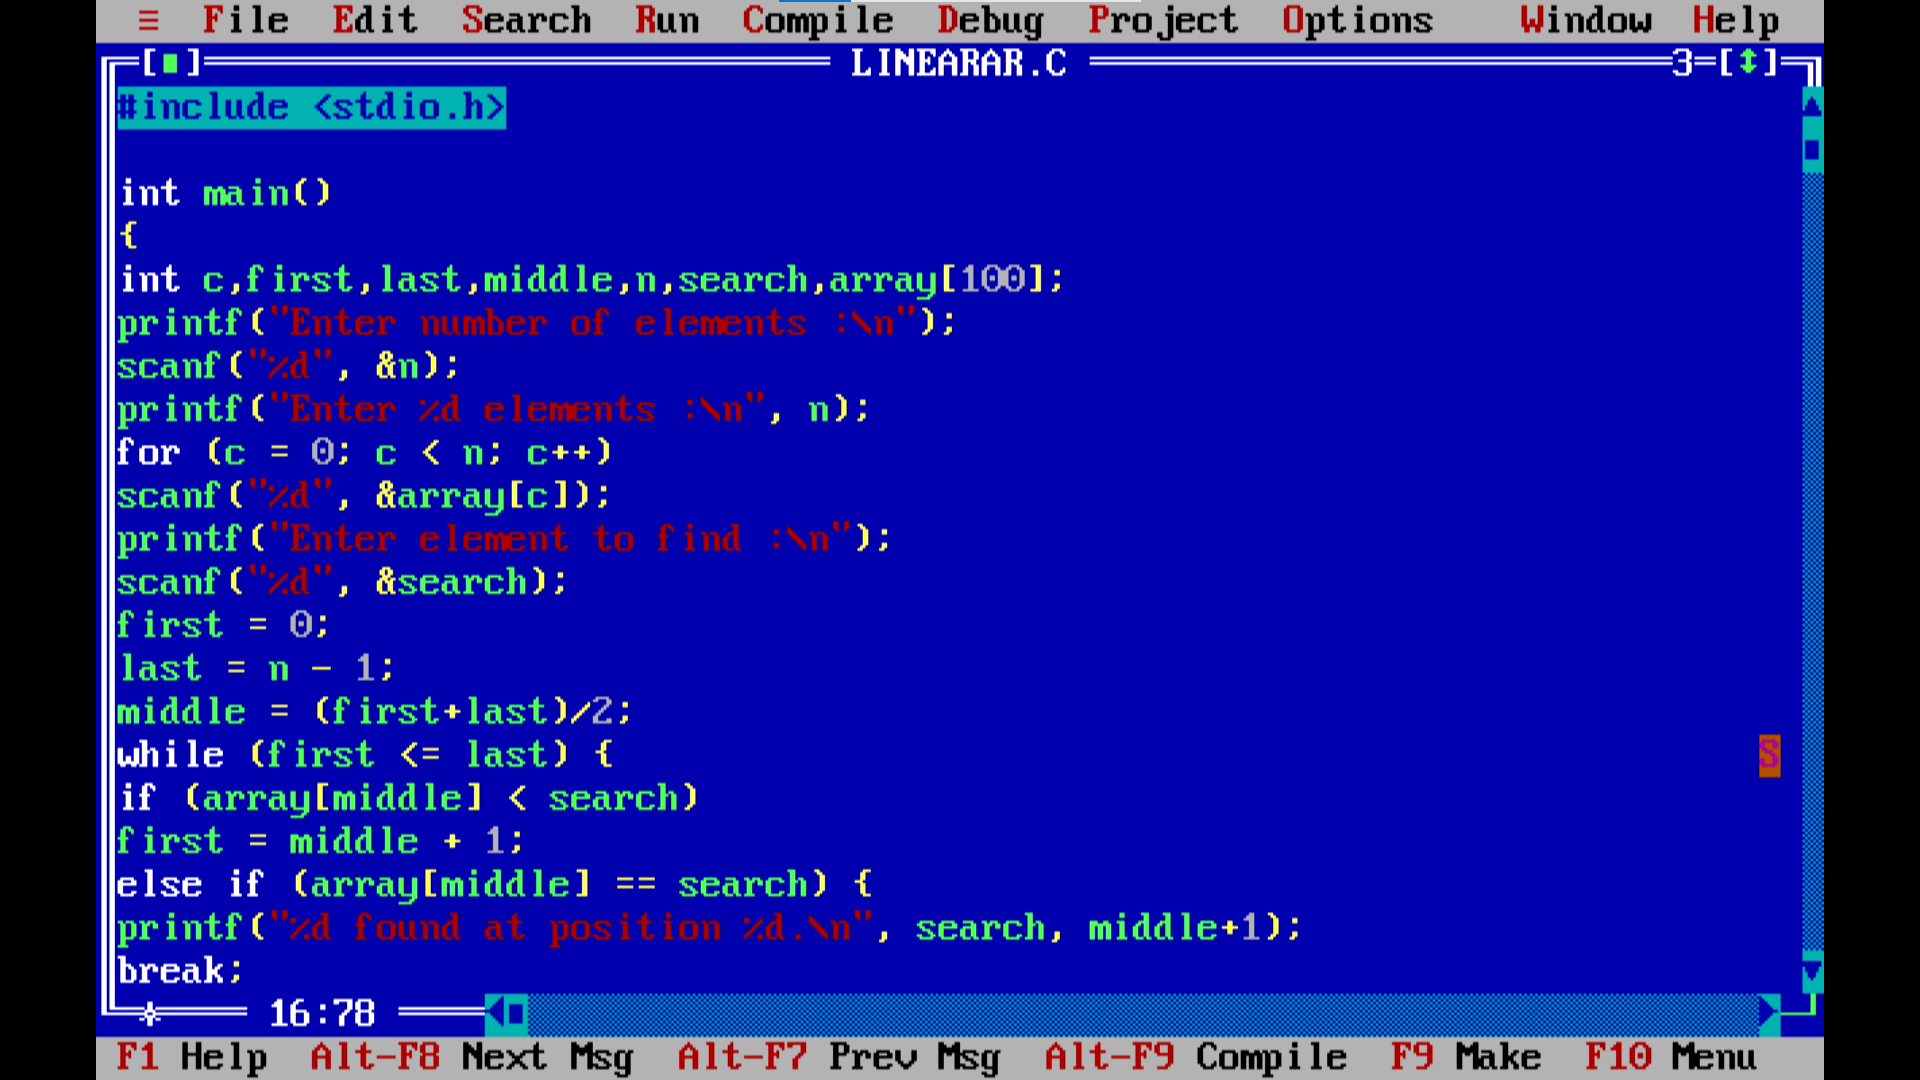 ≡ File Edit Search Run Compile Debug Project Options Window Help
[■] LINEARAR.C 3=[↕]
#include <stdio.h>
int main()
{
int c,first,last,middle,n,search,array[100];
printf("Enter number of elements :\n");
scanf("%d", &n);
printf("Enter %d elements :\n", n);
for (c = 0; c < n; c++)
scanf("%d", &array[c]);
printf("Enter element to find :\n");
scanf("%d", &search);
first = 0;
last = n - 1;
middle = (first+last)/2;
while (first <= last) {
S
if (array[middle] < search)
first = middle + 1;
else if (array[middle] == search) {
printf("%d found at position %d.\n", search, middle+1);
break;
16:78
F1 Help Alt-F8 Next Msg Alt-F7 Prev Msg Alt-F9 Compile F9 Make F10 Menu